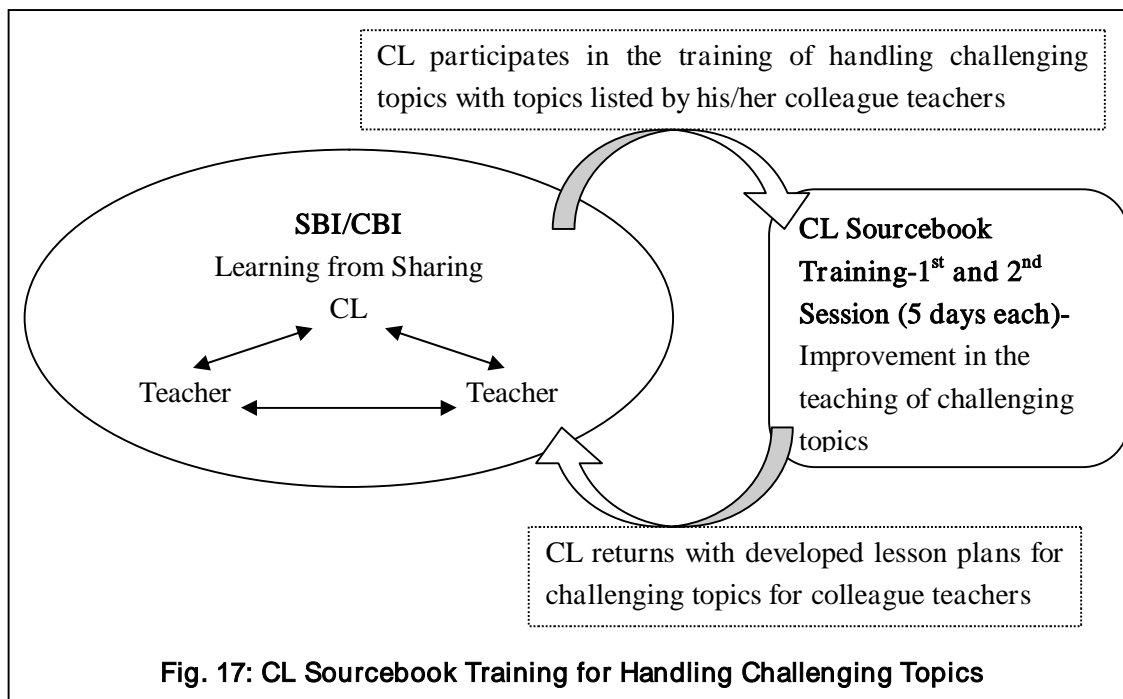 CL participates in the training of handling challenging
topics with topics listed by his/her colleague teachers
SBI/CBI
Learning from Sharing
CL
Teacher Teacher
CL Sourcebook
Training-1st and 2nd
Session (5 days each)-
Improvement in the
teaching of challenging
topics
CL returns with developed lesson plans for
challenging topics for colleague teachers
Fig. 17: CL Sourcebook Training for Handling Challenging Topics